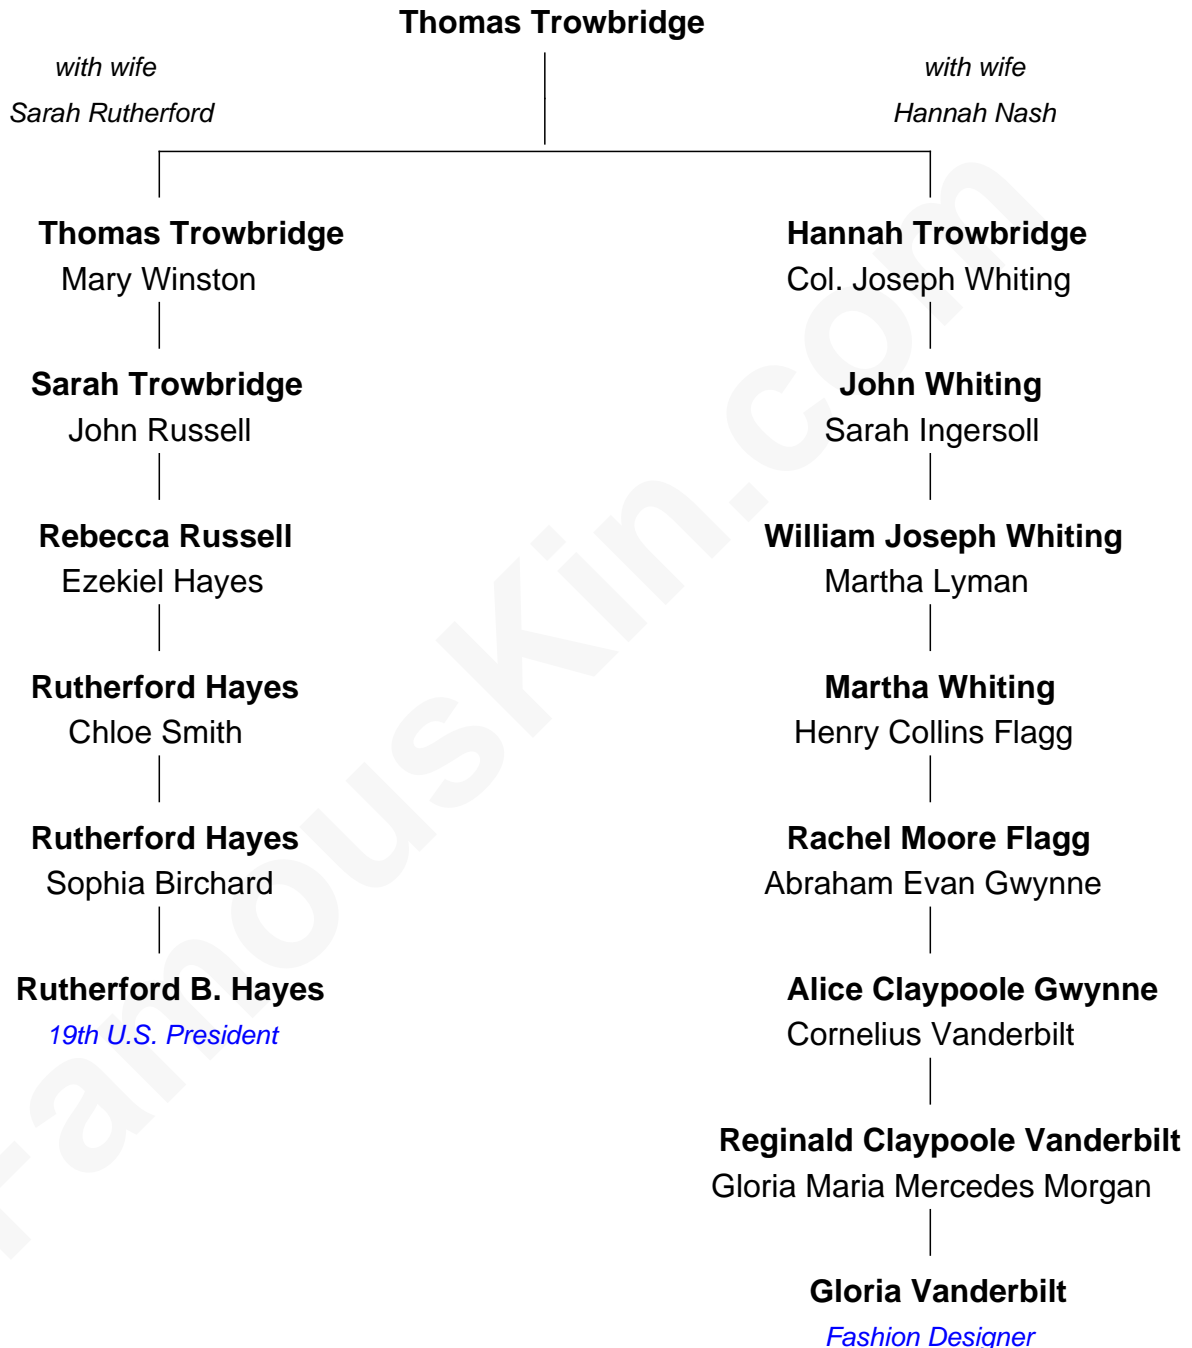 Thomas Trowbridge
with wife
Sarah Rutherford
with wife
Hannah Nash
Thomas Trowbridge
Mary Winston
Sarah Trowbridge
John Russell
Rebecca Russell
Ezekiel Hayes
Rutherford Hayes
Chloe Smith
Rutherford Hayes
Sophia Birchard
Rutherford B. Hayes
19th U.S. President
Hannah Trowbridge
Col. Joseph Whiting
John Whiting
Sarah Ingersoll
William Joseph Whiting
Martha Lyman
Martha Whiting
Henry Collins Flagg
Rachel Moore Flagg
Abraham Evan Gwynne
Alice Claypoole Gwynne
Cornelius Vanderbilt
Reginald Claypoole Vanderbilt
Gloria Maria Mercedes Morgan
Gloria Vanderbilt
Fashion Designer
FamousKin.com